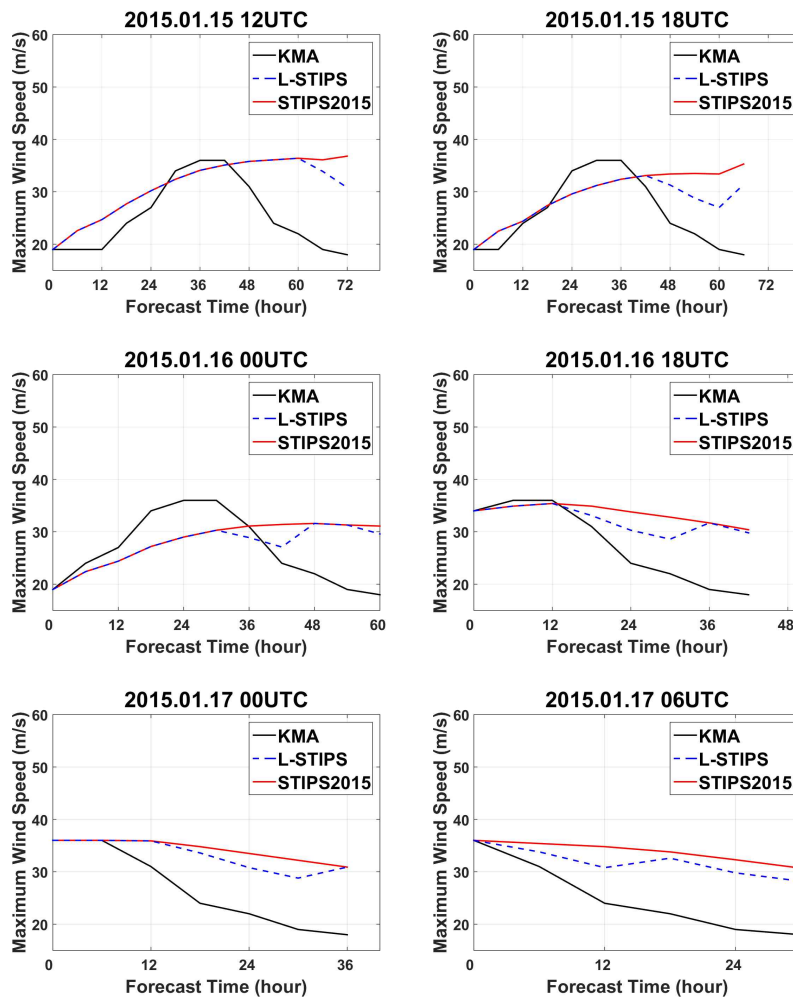 2015.01.15 12UTC
Maximum Wind Speed (m/s)
60
50
40
30
20
KMA
L-STIPS
STIPS2015
0 12 24 36 48 60 72
Forecast Time (hour)
2015.01.15 18UTC
Maximum Wind Speed (m/s)
60
50
40
30
20
KMA
L-STIPS
STIPS2015
0 12 24 36 48 60 72
Forecast Time (hour)
2015.01.16 00UTC
Maximum Wind Speed (m/s)
60
50
40
30
20
KMA
L-STIPS
STIPS2015
0 12 24 36 48 60
Forecast Time (hour)
2015.01.16 18UTC
Maximum Wind Speed (m/s)
60
50
40
30
20
KMA
L-STIPS
STIPS2015
0 12 24 36 48
Forecast Time (hour)
2015.01.17 00UTC
Maximum Wind Speed (m/s)
60
50
40
30
20
KMA
L-STIPS
STIPS2015
0 12 24 36
Forecast Time (hour)
2015.01.17 06UTC
Maximum Wind Speed (m/s)
60
50
40
30
20
KMA
L-STIPS
STIPS2015
0 12 24
Forecast Time (hour)